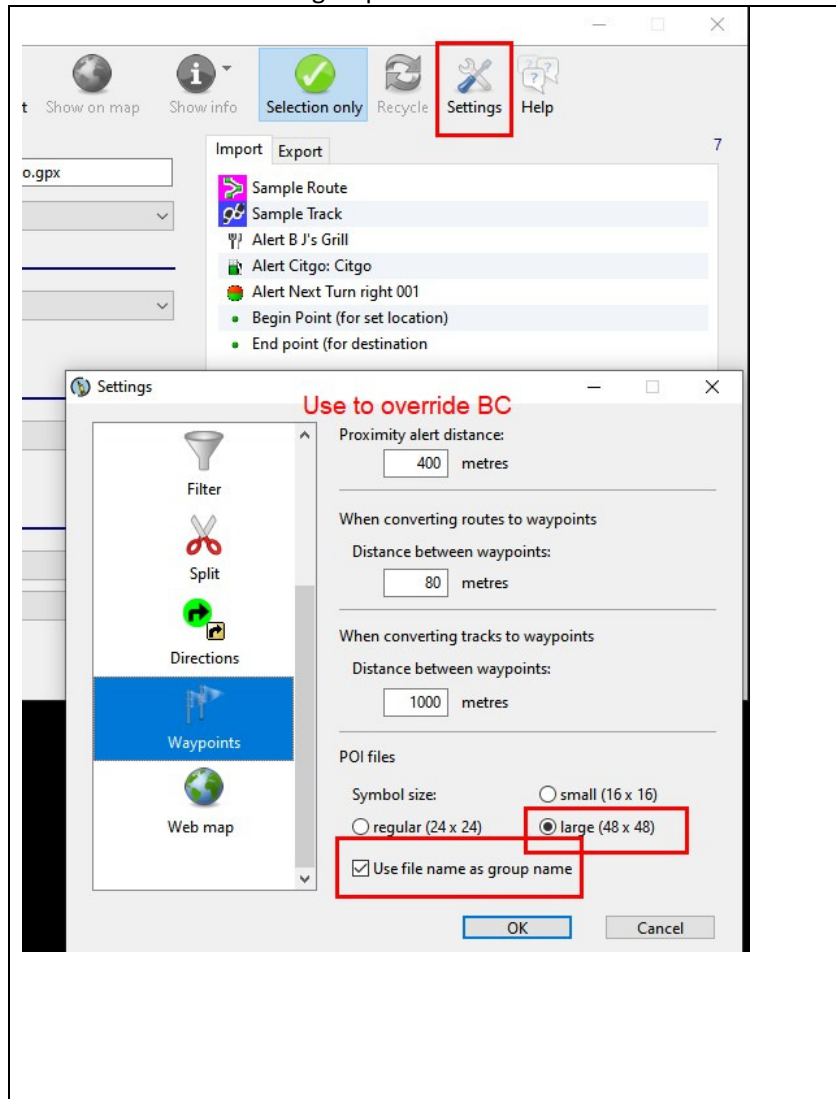 t Show on map Show info Selection only Recycle Settings Help
Import Export 7
o.gpx
Sample Route
Sample Track
Alert B J's Grill
Alert Citgo: Citgo
Alert Next Turn right 001
Begin Point (for set location)
End point (for destination
Settings
Use to override BC
Filter
Split
Directions
Waypoints
Web map
Proximity alert distance:
400 metres
When converting routes to waypoints
Distance between waypoints:
80 metres
When converting tracks to waypoints
Distance between waypoints:
1000 metres
POI files
Symbol size: small (16 x 16)
regular (24 x 24) large (48 x 48)
Use file name as group name
OK Cancel